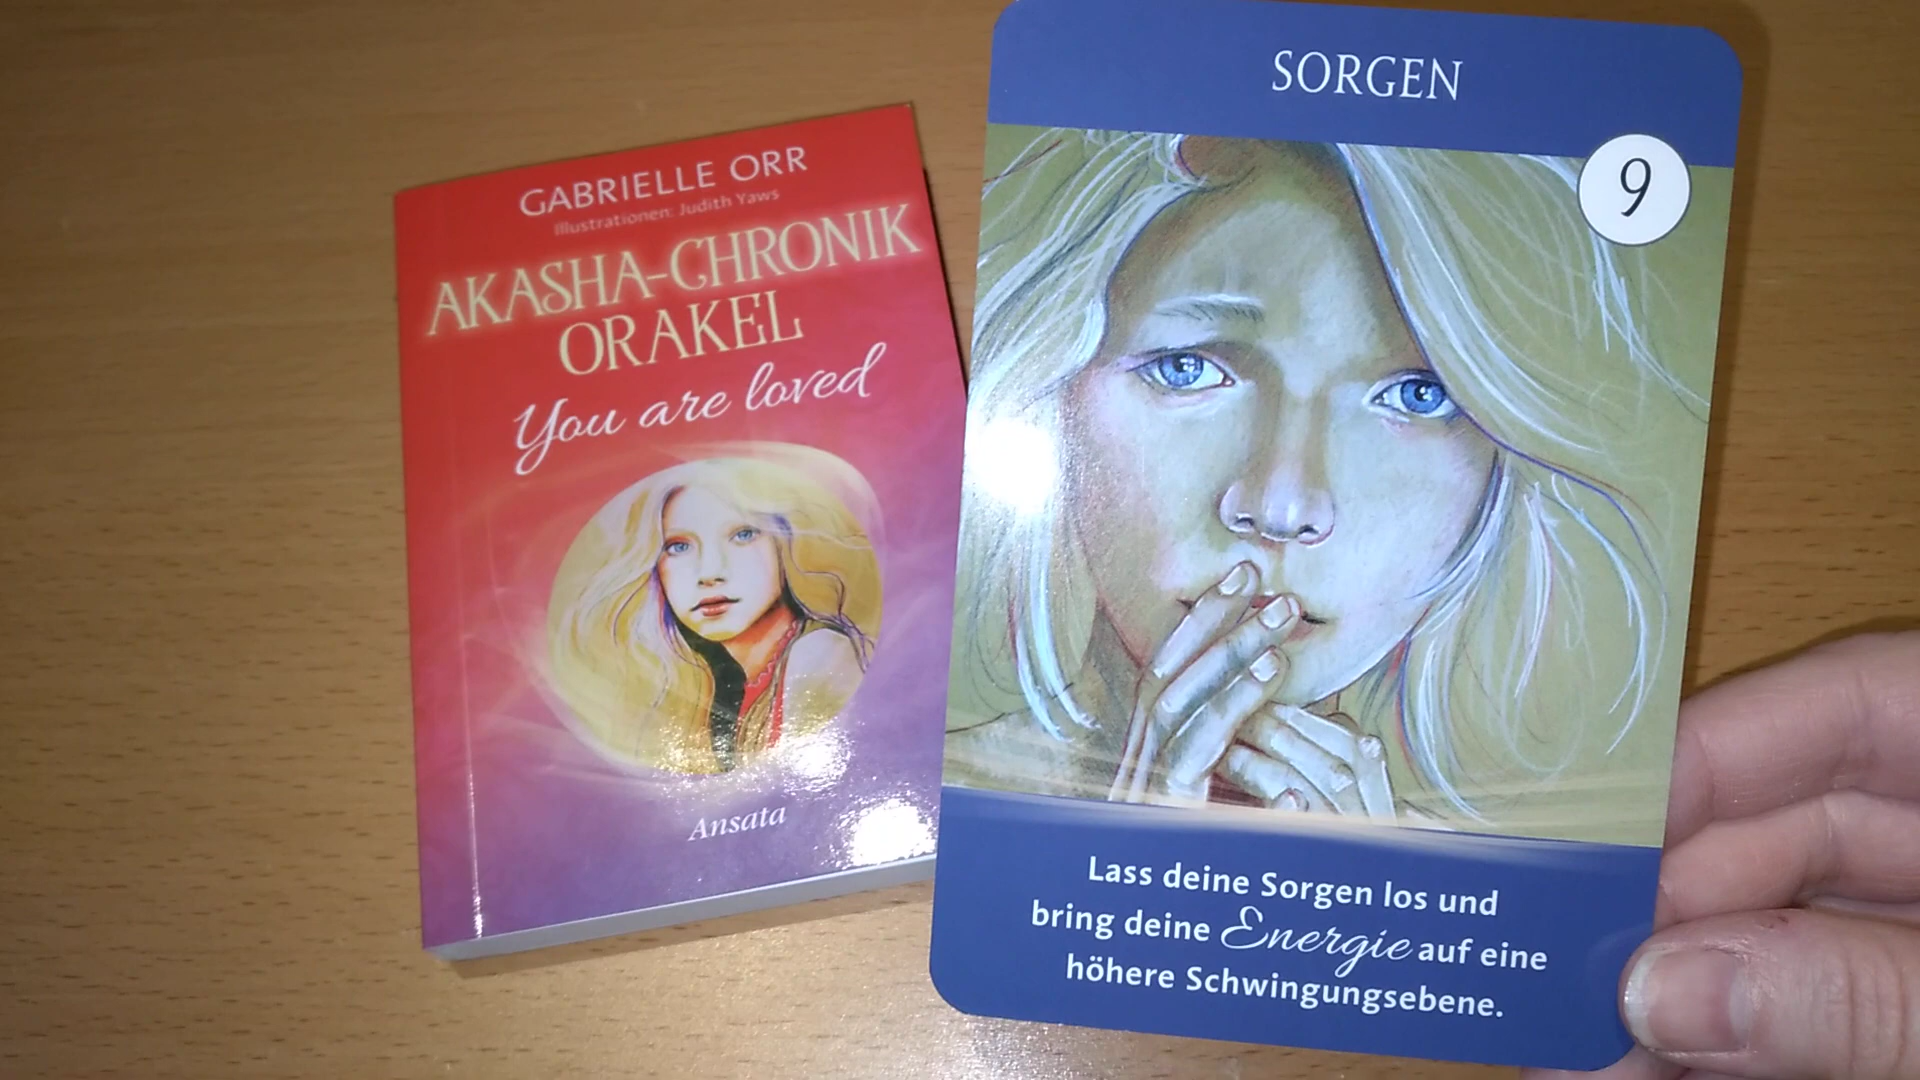 GABRIELLE ORR
Illustrationen: Judith Yaws
AKASHA-CHRONIK
ORAKEL
You are loved
Ansata
SORGEN
9
Lass deine Sorgen los und
bring deine Energie auf eine
höhere Schwingungsebene.